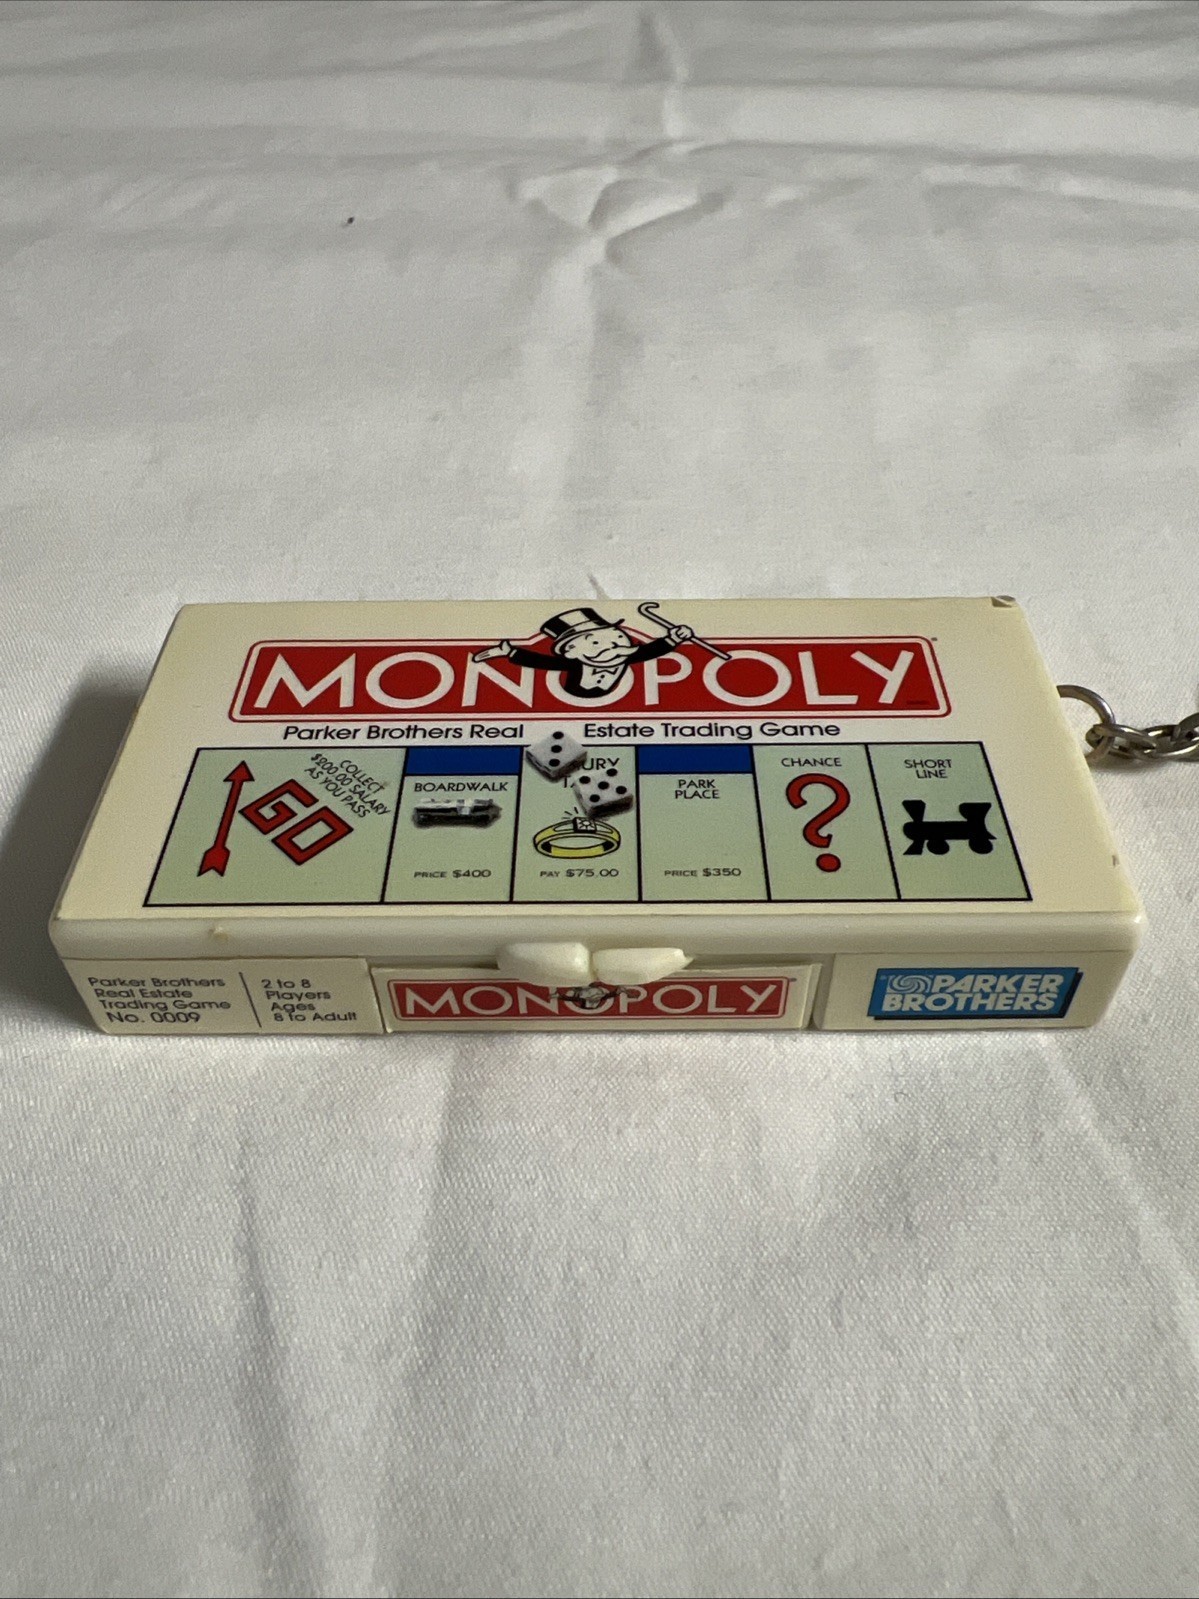 MONOPOLY
Parker Brothers Real Estate Trading Game
COLLECT
$200.00 SALARY
AS YOU PASS
GO
BOARDWALK
PRICE $400
URY
PAY $75.00
PARK
PLACE
PRICE $350
CHANCE
?
SHORT
LINE
Parker Brothers
Real Estate
Trading Game
No. 0009
2 to 8
Players
Ages
8 to Adult
MONOPOLY
PARKER
BROTHERS